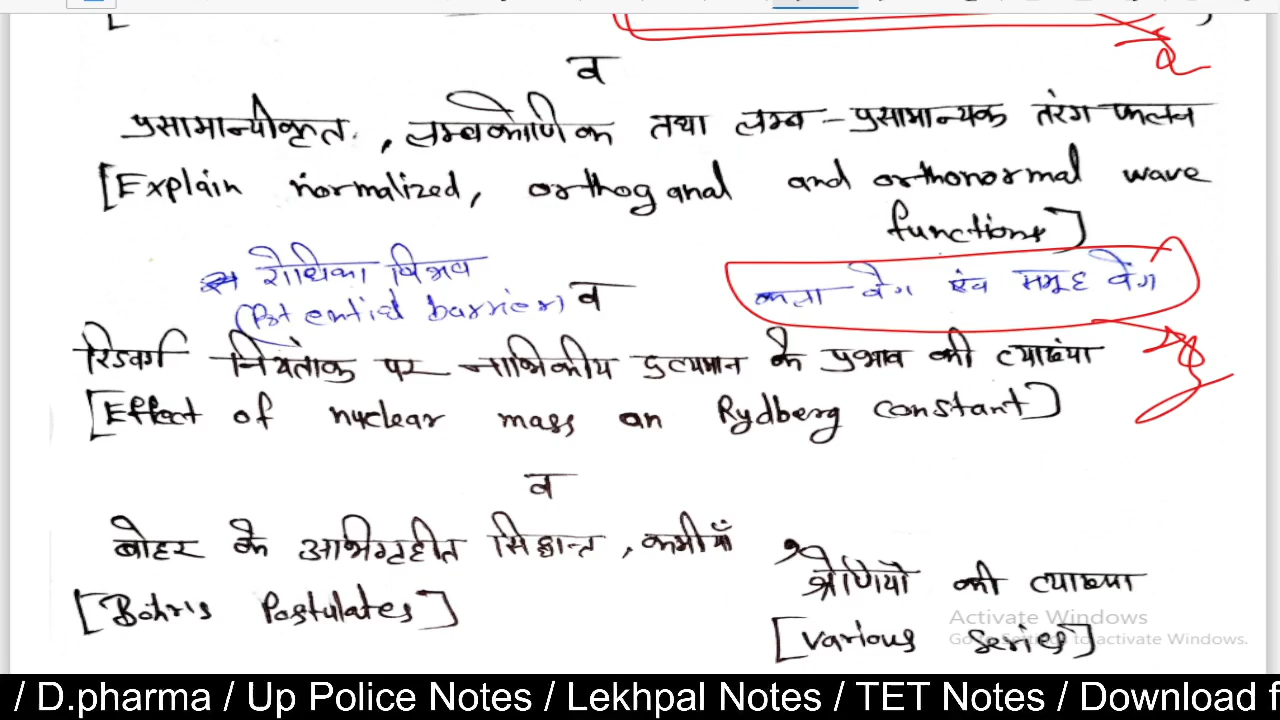 व
प्रसामान्यीकृत , लम्बकोणिक तथा लम्ब - प्रसामान्यक तरंग फलन
[Explain normalized, orthoganal and orthonormal wave
functions]
रोधिका विभव
(Potential barrier)
व
कला वेग एंव समूह वेग
रिडबर्ग नियतांक पर नाभिकीय द्रव्यमान के प्रभाव की व्याख्या
[Effect of nuclear mass an Rydberg constant]
व
बोहर के अभिगृहीत सिद्धान्त , कमीयाँ
श्रेणियो की व्याख्या
[Bohr's Postulates]
[various series]
Activate Windows
Go to Settings to activate Windows.
/ D.pharma / Up Police Notes / Lekhpal Notes / TET Notes / Download f